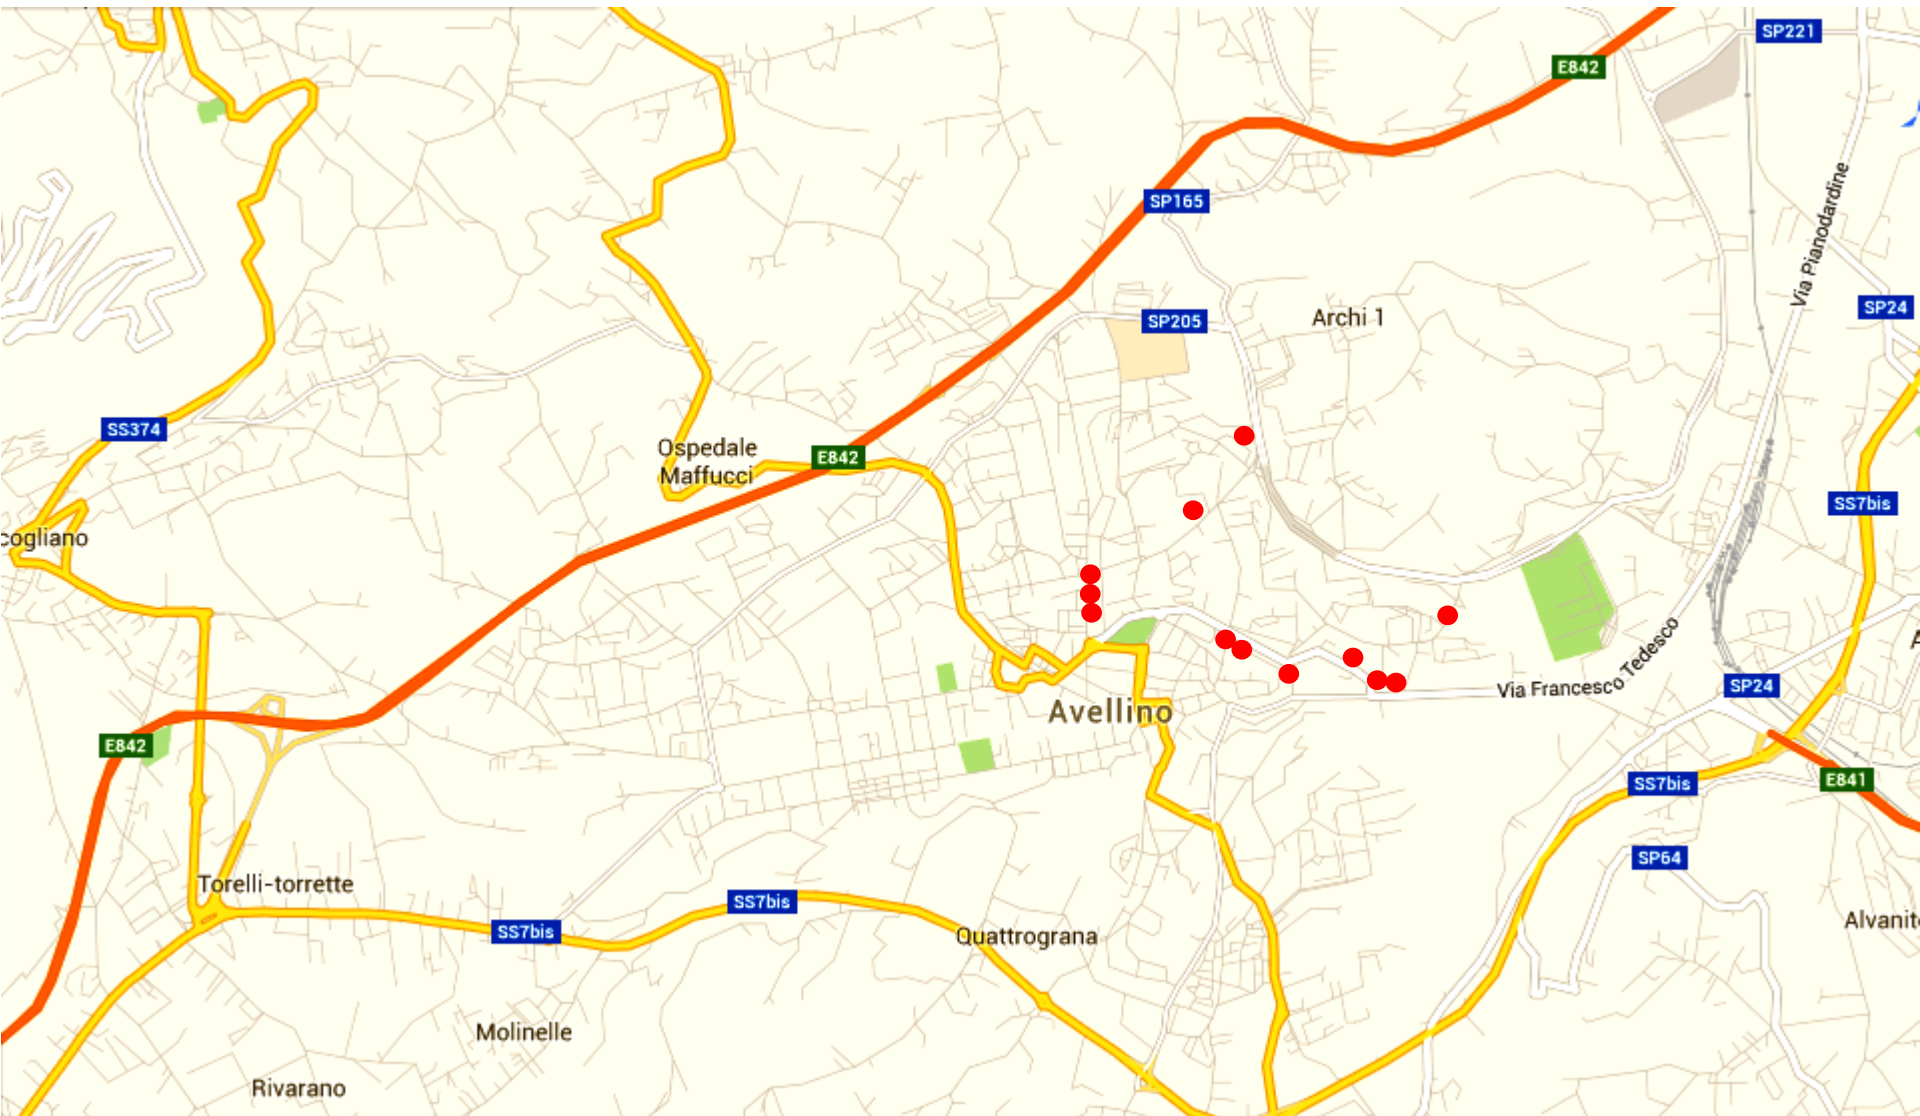 SP221
E842
SP165
Via Pianodardine
SP24
SP205
Archi 1
SS374
Ospedale
Maffucci
E842
SS7bis
cogliano
Via Francesco Tedesco
SP24
Avellino
E842
E841
SS7bis
SP64
Torelli-torrette
SS7bis
SS7bis
Quattrograna
Alvanit
Molinelle
Rivarano
E842
A